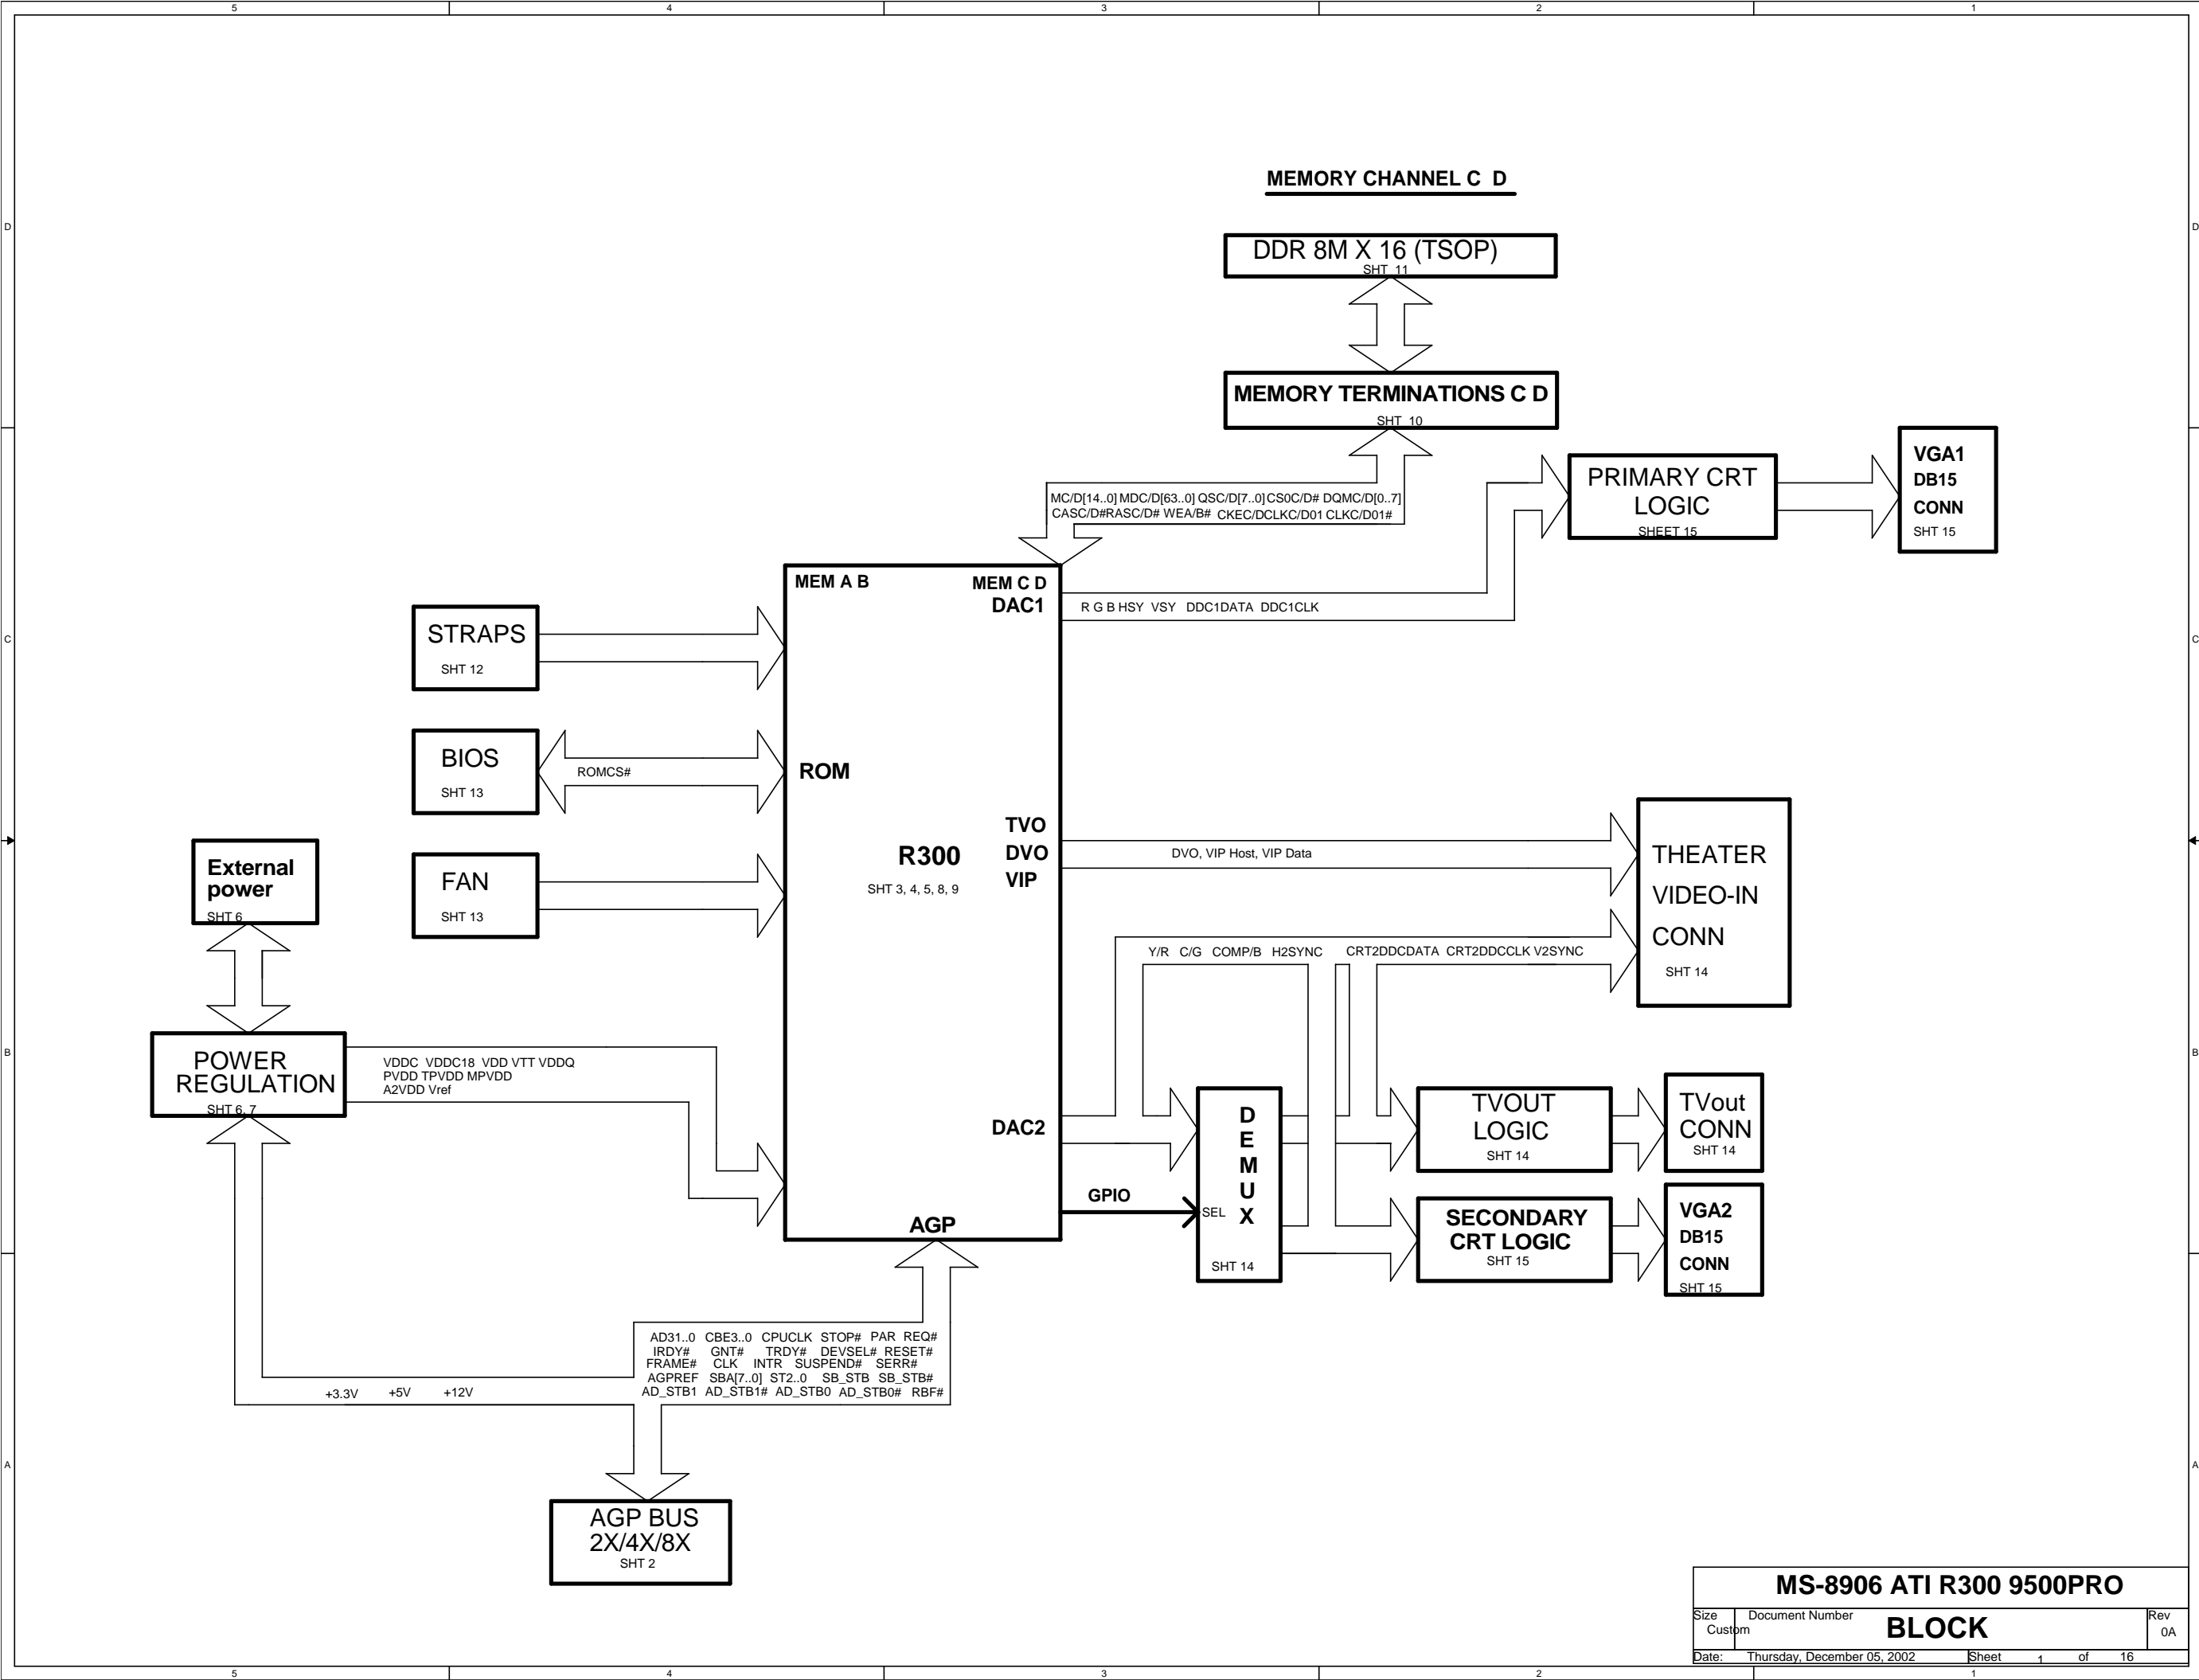 5 4 3 2 1
MEMORY CHANNEL C D
D D
DDR 8M X 16 (TSOP)
SHT 11
MEMORY TERMINATIONS C D
SHT 10
VGA1
DB15
CONN
SHT 15
PRIMARY CRT
LOGIC
SHEET 15
MC/D[14..0] MDC/D[63..0] QSC/D[7..0] CS0C/D# DQMC/D[0..7]
CASC/D#RASC/D# WEA/B# CKEC/DCLKC/D01 CLKC/D01#
MEM A B
MEM C D
DAC1
R G B HSY VSY DDC1DATA DDC1CLK
STRAPS
SHT 12
C C
BIOS
SHT 13
ROMCS#
ROM
TVO
DVO
VIP
R300
SHT 3, 4, 5, 8, 9
DVO, VIP Host, VIP Data
THEATER
VIDEO-IN
CONN
SHT 14
External
power
SHT 6
FAN
SHT 13
Y/R C/G COMP/B H2SYNC CRT2DDCDATA CRT2DDCCLK V2SYNC
B B
POWER
REGULATION
SHT 6, 7
VDDC VDDC18 VDD VTT VDDQ
PVDD TPVDD MPVDD
A2VDD Vref
DAC2
D
E
M
U
X
SEL
SHT 14
GPIO
TVOUT
LOGIC
SHT 14
TVout
CONN
SHT 14
SECONDARY
CRT LOGIC
SHT 15
VGA2
DB15
CONN
SHT 15
AGP
AD31..0 CBE3..0 CPUCLK STOP# PAR REQ#
IRDY# GNT# TRDY# DEVSEL# RESET#
FRAME# CLK INTR SUSPEND# SERR#
AGPREF SBA[7..0] ST2..0 SB_STB SB_STB#
AD_STB1 AD_STB1# AD_STB0 AD_STB0# RBF#
+3.3V +5V +12V
A A
AGP BUS
2X/4X/8X
SHT 2
MS-8906 ATI R300 9500PRO
Size Document Number Rev
Custom BLOCK 0A
Date: Thursday, December 05, 2002 Sheet 1 of 16
5 4 3 2 1